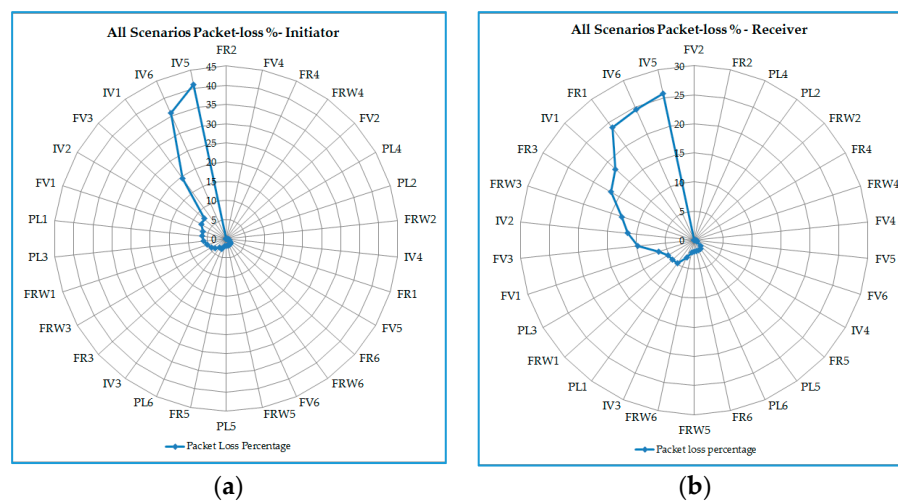 All Scenarios Packet-loss %- Initiator
FR2
FV4
FR4
FRW4
FV2
PL4
PL2
FRW2
IV4
FR1
FV5
FR6
FRW6
FV6
FRW5
PL5
FR5
PL6
IV3
FR3
FRW3
FRW1
PL3
PL1
FV1
IV2
FV3
IV1
IV6
IV5
45
40
35
30
25
20
15
10
5
0
Packet Loss Percentage
(a)
All Scenarios Packet-loss % - Receiver
FV2
FR2
PL4
PL2
FRW2
FR4
FRW4
FV4
FV5
FV6
IV4
FR5
PL5
PL6
FR6
FRW5
FRW6
IV3
PL1
FRW1
PL3
FV1
FV3
IV2
FRW3
FR3
IV1
FR1
IV6
IV5
30
25
20
15
10
5
0
Packet loss percentage
(b)